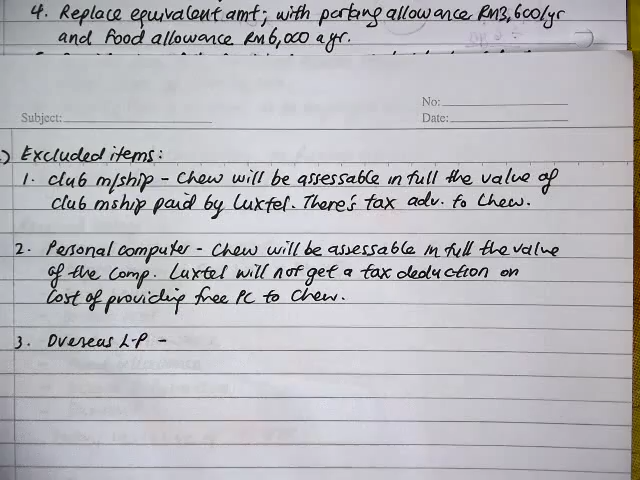 4. Replace equivalent amt; with parking allowance RM3,600/yr
and food allowance RM6,000 a yr.
No:
Subject: Date:
) Excluded items:
1. Club m/ship - Chew will be assessable in full the value of
club mship paid by Luxtel. There's tax adv. to Chew.
2. Personal computer - Chew will be assessable in full the value
of the comp. Luxtel will not get a tax deduction on
cost of providing free PC to Chew.
3. Overseas L-P -